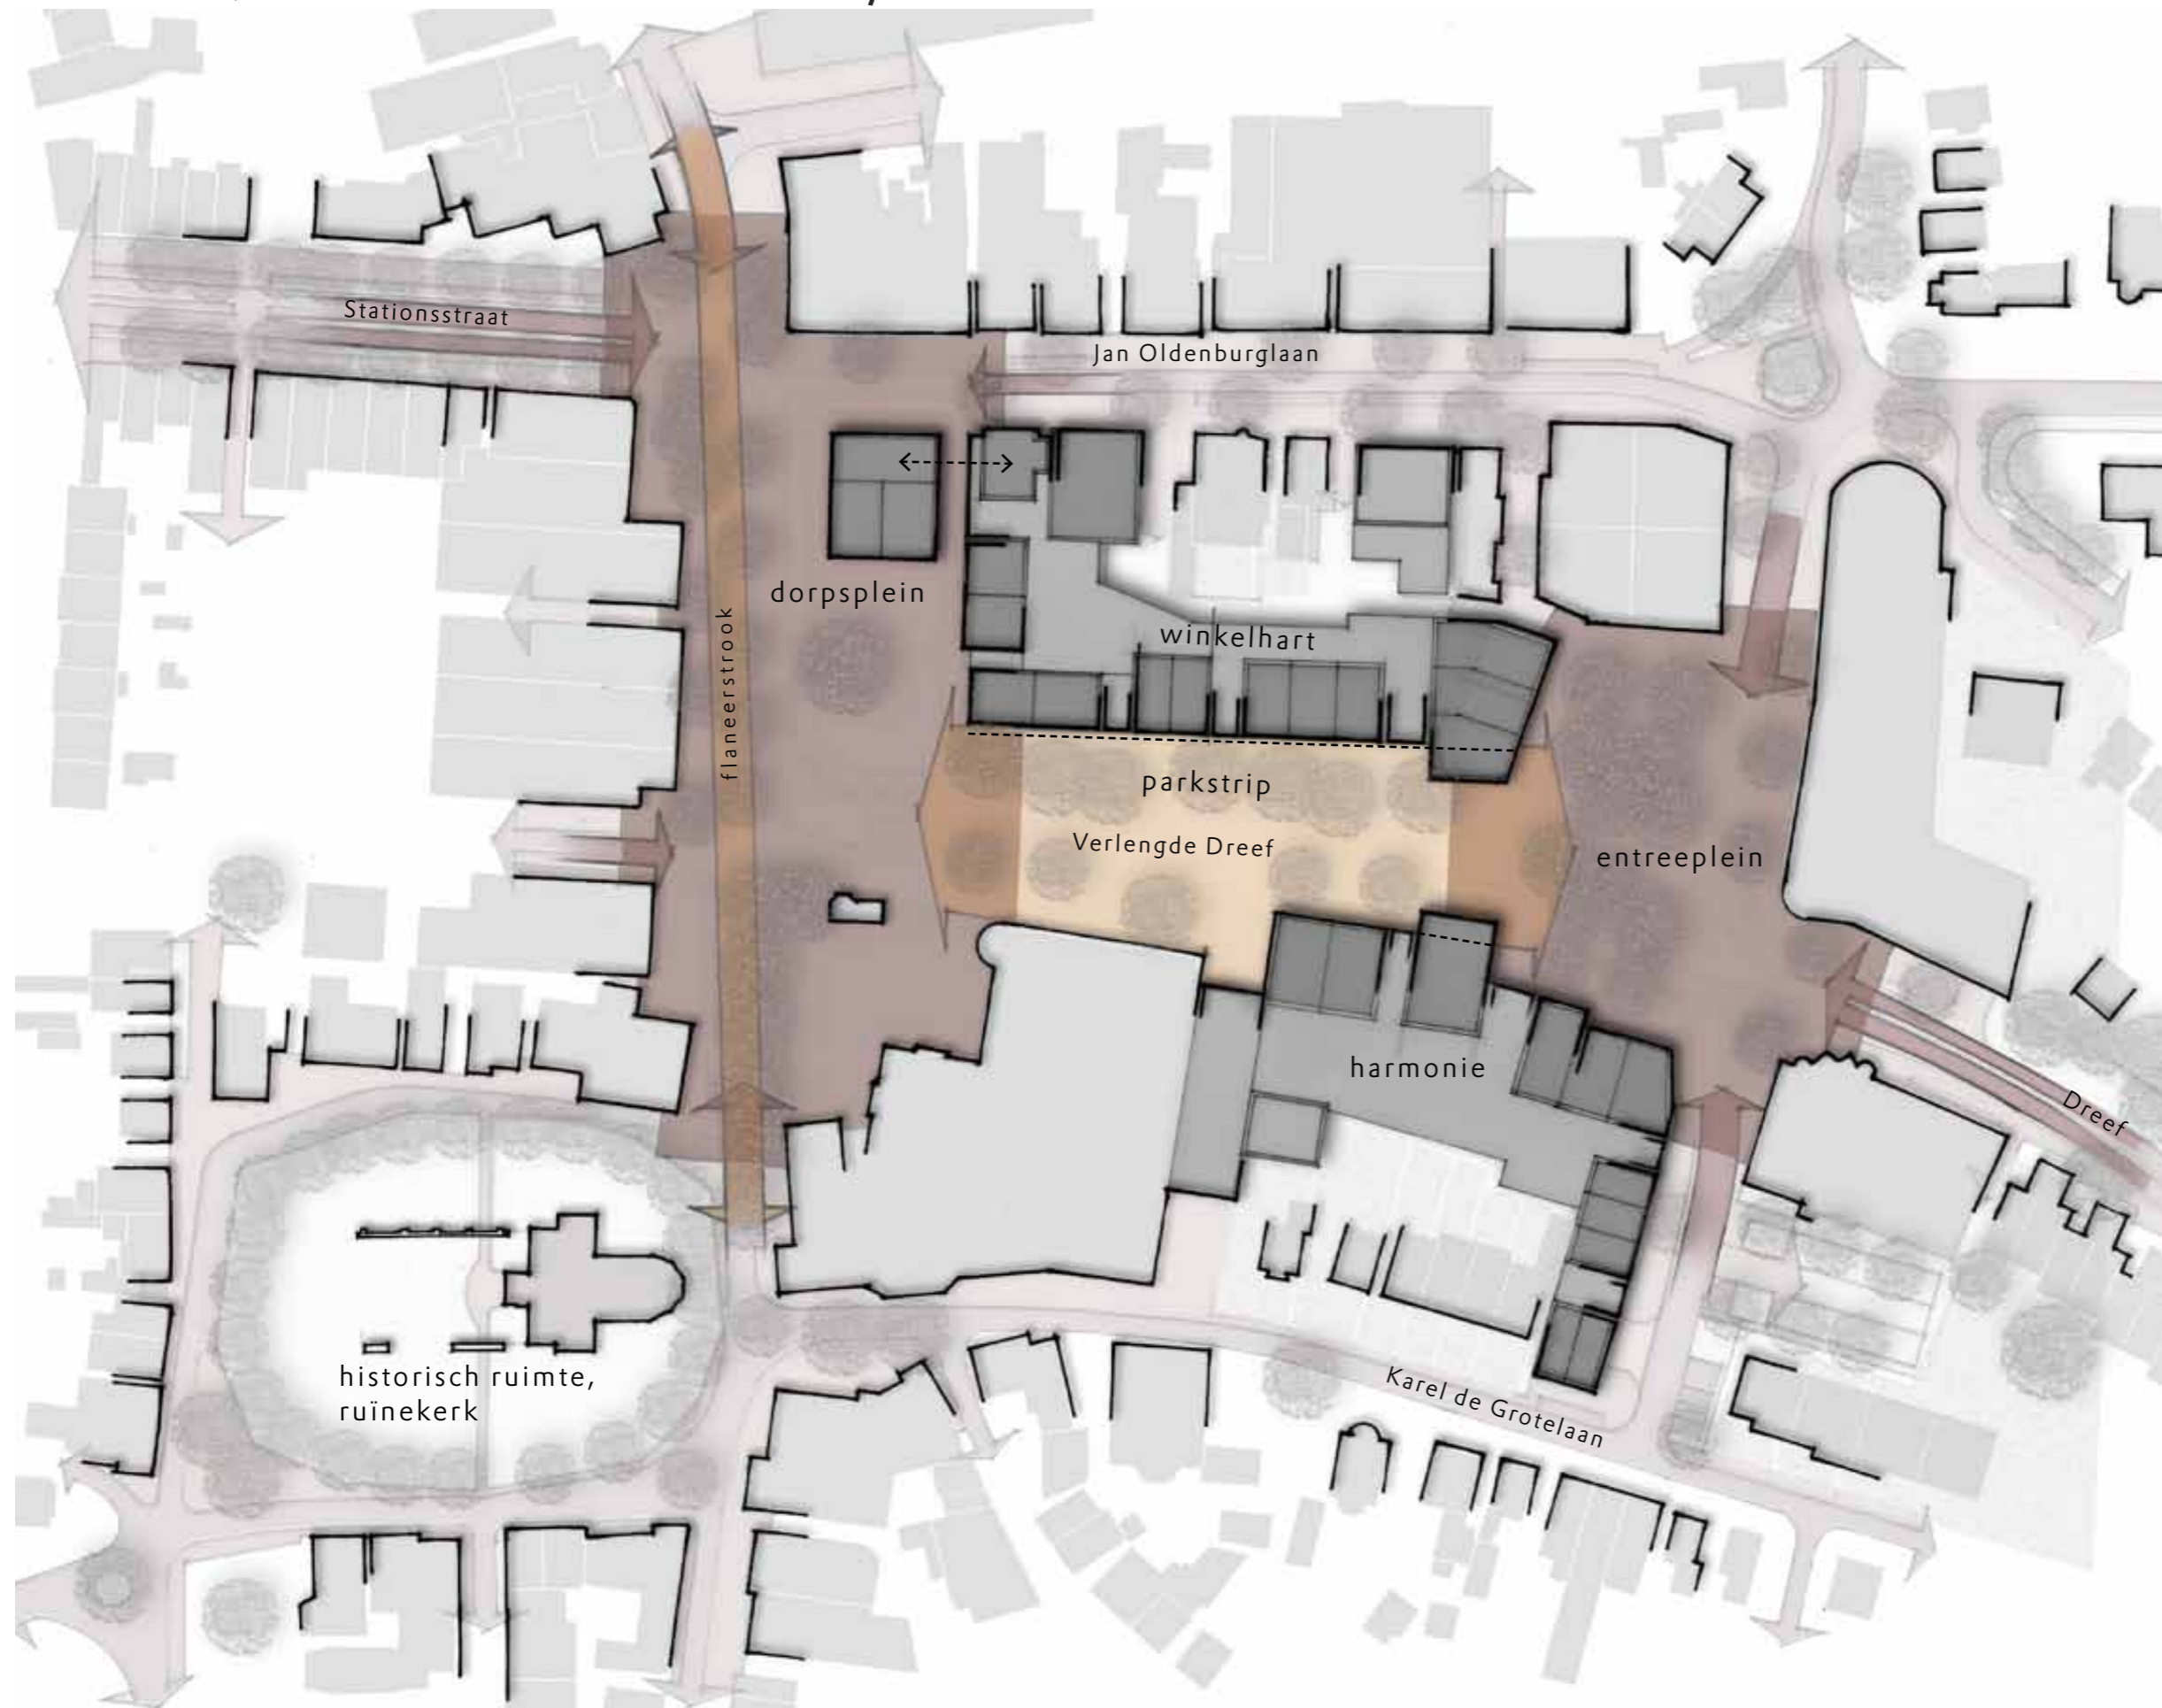 Stationsstraat
Jan Oldenburglaan
dorpsplein
flaneerstrook
winkelhart
parkstrip
Verlengde Dreef
entreeplein
harmonie
Dreef
historisch ruimte,
ruïnekerk
Karel de Grotelaan